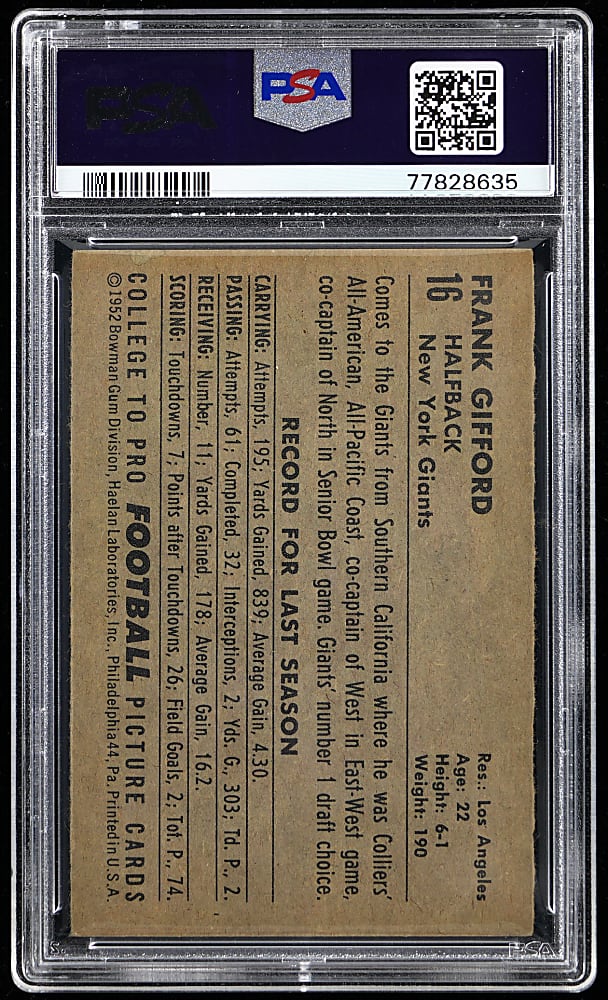 PSA
PSA
77828635
FRANK GIFFORD
16 HALFBACK
New York Giants
Res.: Los Angeles
Age: 22
Height: 6-1
Weight: 190
Comes to the Giants from Southern California where he was Colliers'
All-American, All-Pacific Coast, co-captain of West in East-West game,
co-captain of North in Senior Bowl game. Giants' number 1 draft choice.
RECORD FOR LAST SEASON
CARRYING: Attempts, 195; Yards Gained, 839; Average Gain, 4.30.
PASSING: Attempts, 61; Completed, 32; Interceptions, 2; Yds. G., 303; Td. P., 2.
RECEIVING: Number, 11; Yards Gained, 178; Average Gain, 16.2.
SCORING: Touchdowns, 7; Points after Touchdowns, 26; Field Goals, 2; Tot. P., 74.
COLLEGE TO PRO FOOTBALL PICTURE CARDS
© 1952 Bowman Gum Division, Haelan Laboratories, Inc., Philadelphia 44, Pa. Printed in U.S.A.
PSA